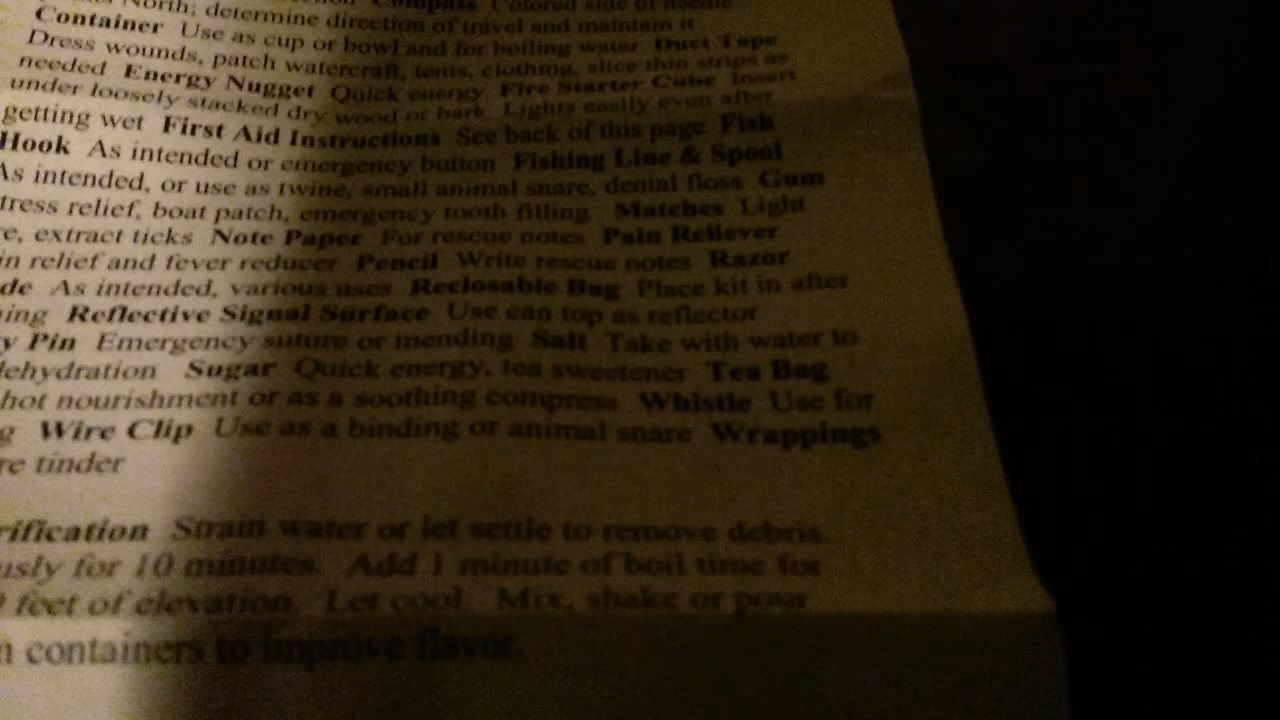 Compass Colored side of needle
North; determine direction of travel and maintain it
Container Use as cup or bowl and for boiling water Duct Tape
Dress wounds, patch watercraft, tents, clothing, slice thin strips as
needed Energy Nugget Quick energy Fire Starter Cube Insert
under loosely stacked dry wood or bark Lights easily even after
getting wet First Aid Instructions See back of this page Fish
Hook As intended or emergency button Fishing Line & Spool
As intended, or use as twine, small animal snare, dental floss Gum
tress relief, boat patch, emergency tooth filling Matches Light
re, extract ticks Note Paper For rescue notes Pain Reliever
in relief and fever reducer Pencil Write rescue notes Razor
de As intended, various uses Reclosable Bag Place kit in after
ing Reflective Signal Surface Use can top as reflector
y Pin Emergency suture or mending Salt Take with water to
dehydration Sugar Quick energy, tea sweetener Tea Bag
hot nourishment or as a soothing compress Whistle Use for
g Wire Clip Use as a binding or animal snare Wrappings
re tinder
rification Strain water or let settle to remove debris.
usly for 10 minutes. Add 1 minute of boil time for
feet of elevation. Let cool. Mix, shake or pour
n containers to improve flavor.